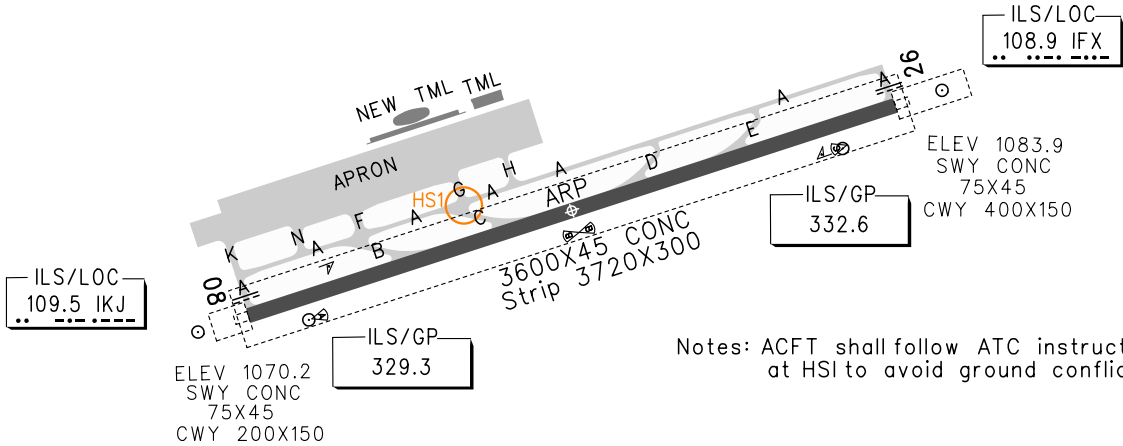 ILS/LOC
108.9 IFX
26
NEW TML
TML
APRON
ELEV 1083.9
SWY CONC
75X45
CWY 400X150
ILS/GP
332.6
HS1
K
N
A
F
A
G
A
H
A
D
E
A
A
B
C
A
ARP
3600X45 CONC
Strip 3720X300
08
ILS/LOC
109.5 IKJ
ILS/GP
329.3
ELEV 1070.2
SWY CONC
75X45
CWY 200X150
Notes: ACFT shall follow ATC instruct
at HS1 to avoid ground conflic